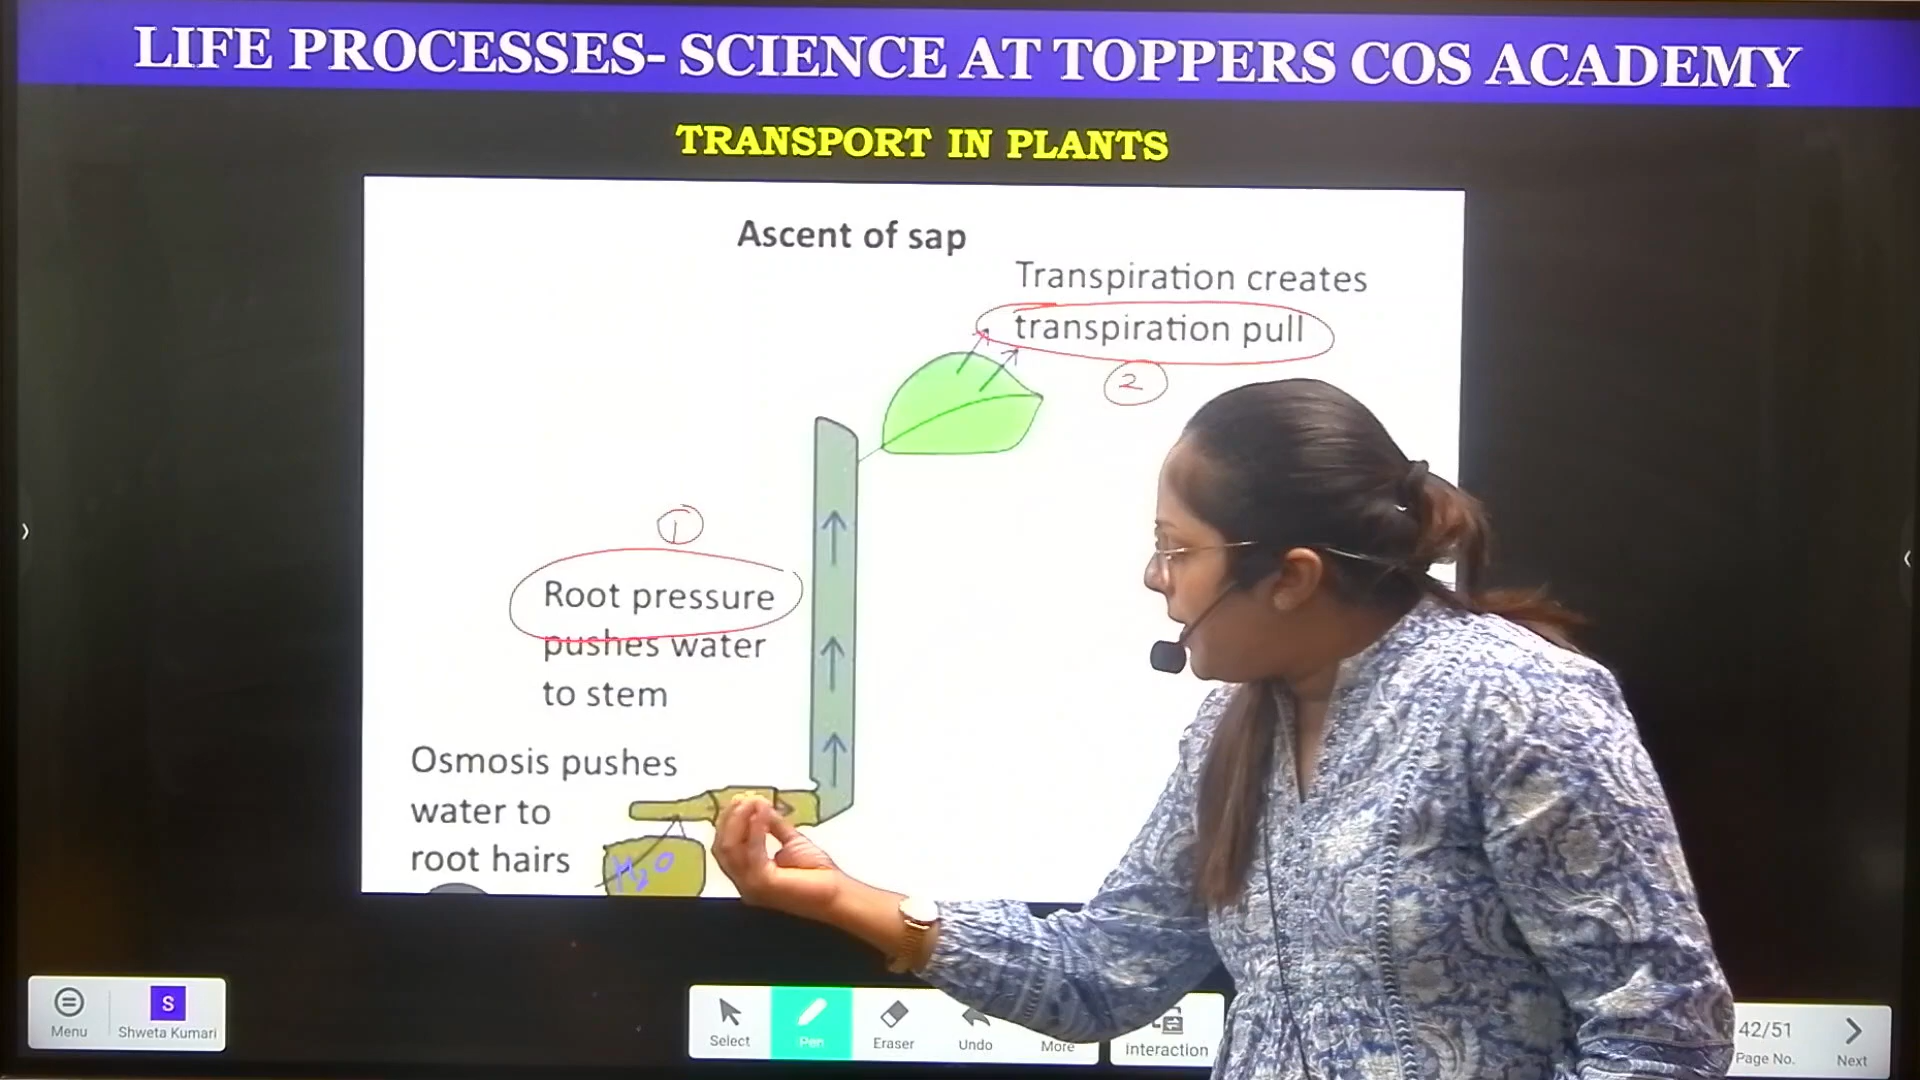 LIFE PROCESSES- SCIENCE AT TOPPERS COS ACADEMY
TRANSPORT IN PLANTS
Ascent of sap
Transpiration creates
transpiration pull
2
1
Root pressure
pushes water
to stem
Osmosis pushes
water to
root hairs
H2O
Menu
S
Shweta Kumari
Select
Pen
Eraser
Undo
More
Interaction
42/51
Page No.
Next